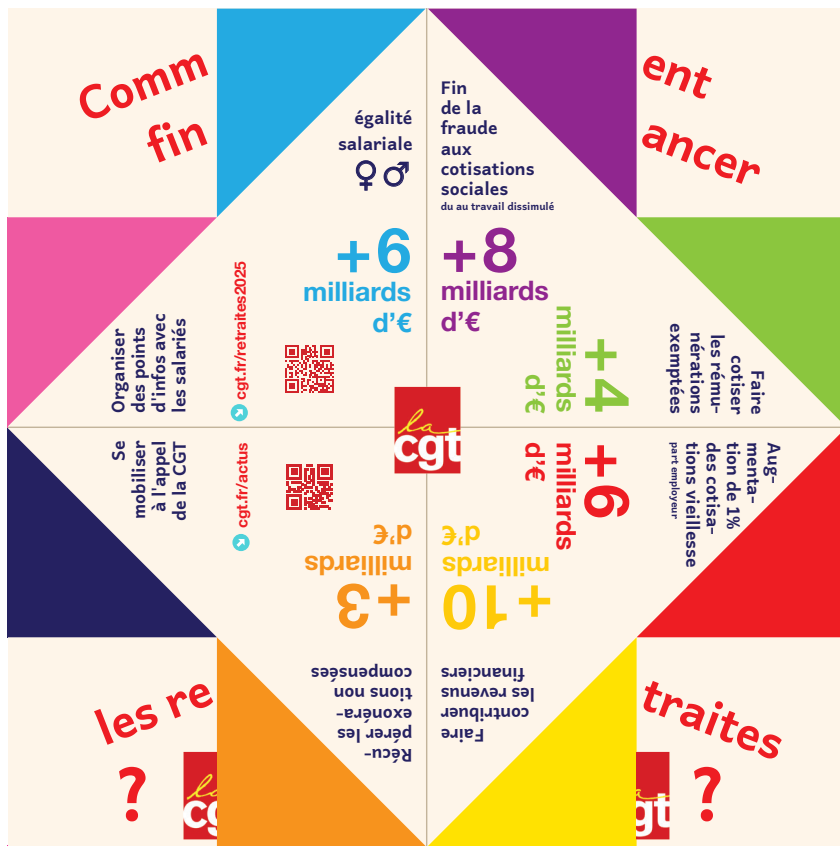 Comm
fin
ent
ancer
égalité
salariale
+6
milliards
d'€
Fin
de la
fraude
aux
cotisations
sociales
du au travail dissimulé
+8
milliards
d'€
Faire
cotiser
les rému-
nérations
exemptées
+4
milliards
d'€
Aug-
menta-
tion de 1%
des cotisa-
tions vieillesse
part employeur
+6
milliards
d'€
Faire
contribuer
les revenus
financiers
+10
milliards
d'€
Récu-
pérer les
exonéra-
tions non
compensées
+3
milliards
d'€
Se
mobiliser
à l'appel
de la CGT
cgt.fr/actus
Organiser
des points
d'infos avec
les salariés
cgt.fr/retraites2025
la
cgt
les re
?
la
cg
traites
?
a
gt